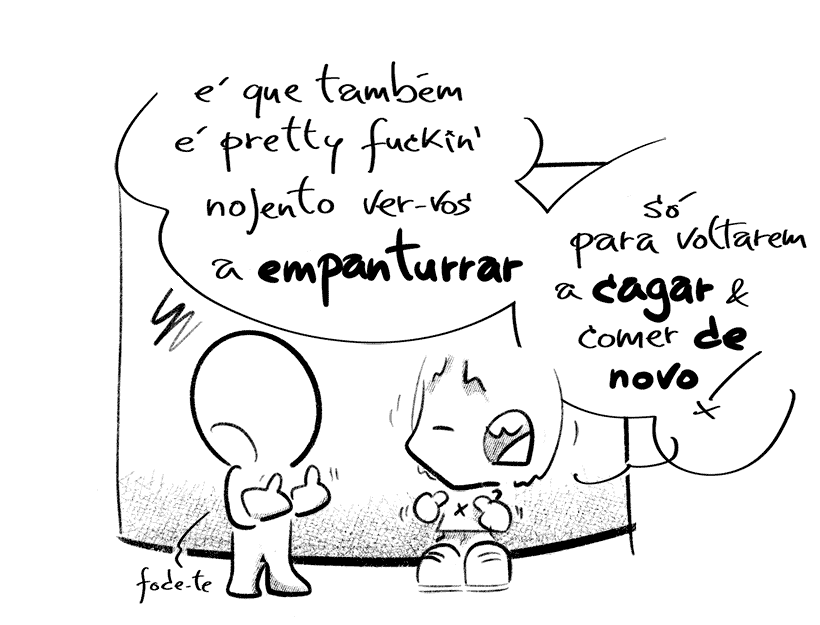 é que também
é pretty fuckin'
nojento ver-vos
a empanturrar
só
para voltarem
a cagar &
comer de
novo
fode-te